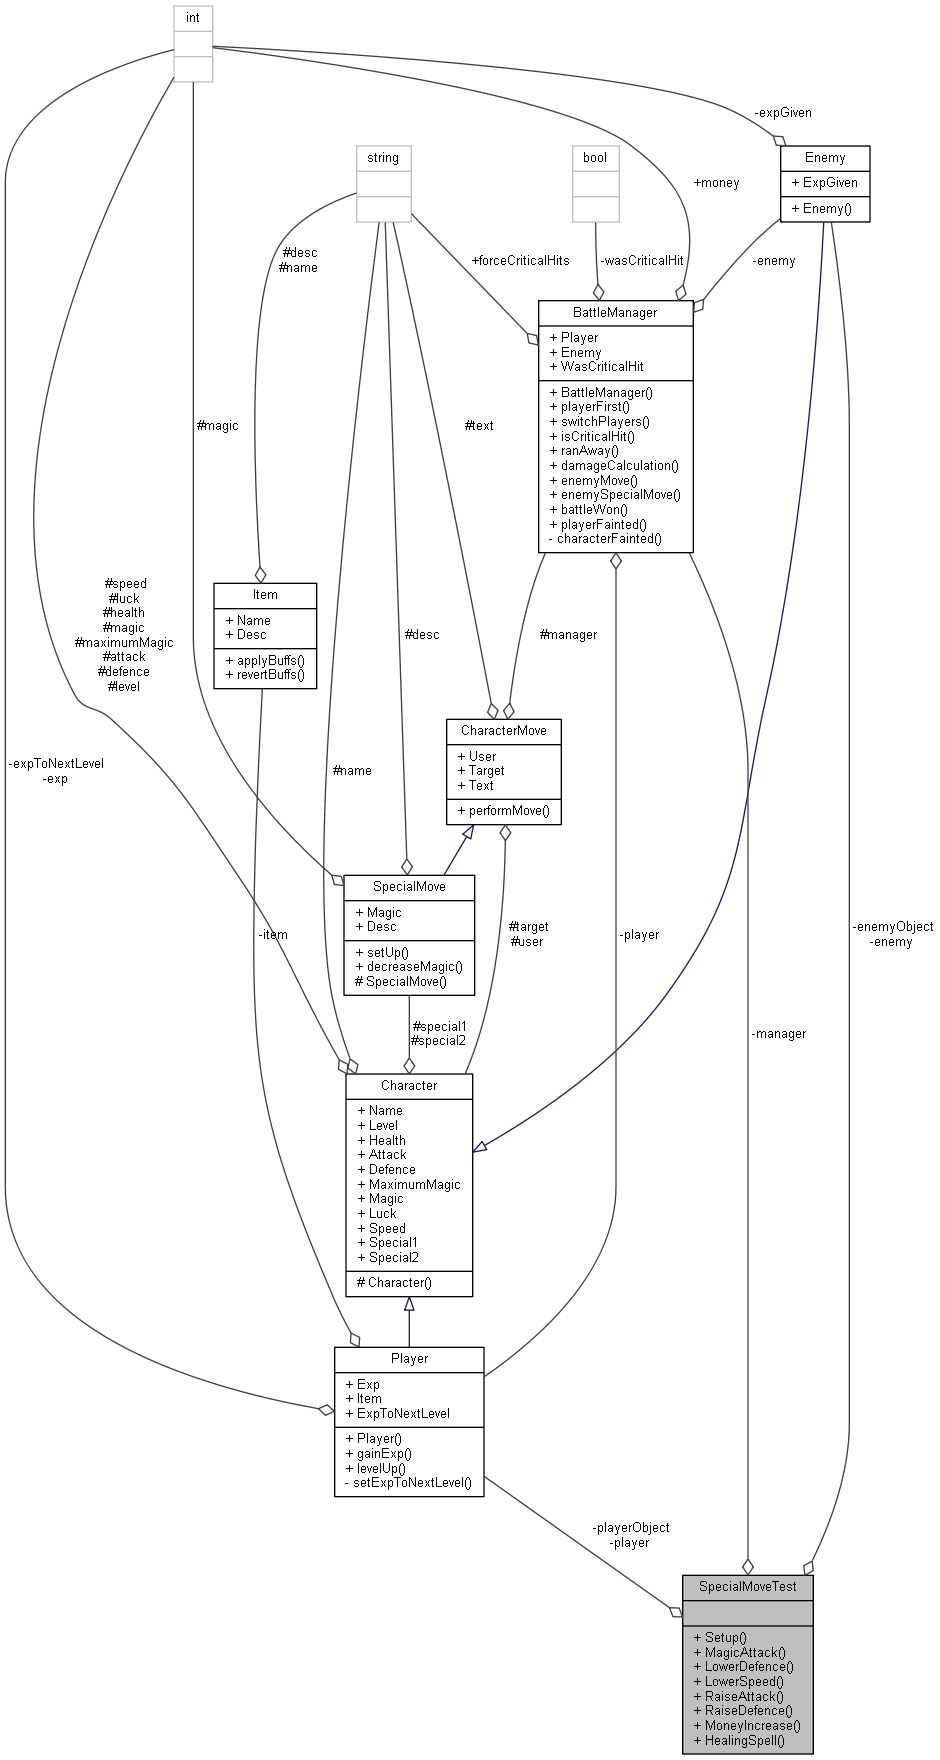 int
-expGiven
string
bool
Enemy
+ ExpGiven
+ Enemy()
+money
#desc
#name
+forceCriticalHits
-wasCriticalHit
-enemy
BattleManager
+ Player
+ Enemy
+ WasCriticalHit
+ BattleManager()
+ playerFirst()
+ switchPlayers()
+ isCriticalHit()
+ ranAway()
+ damageCalculation()
+ enemyMove()
+ enemySpecialMove()
+ battleWon()
+ playerFainted()
- characterFainted()
#magic
#text
#speed
#luck
#health
#magic
#maximumMagic
#attack
#defence
#level
Item
+ Name
+ Desc
+ applyBuffs()
+ revertBuffs()
#desc
#manager
CharacterMove
+ User
+ Target
+ Text
+ performMove()
-expToNextLevel
-exp
#name
SpecialMove
+ Magic
+ Desc
+ setUp()
+ decreaseMagic()
# SpecialMove()
-item
#target
#user
-player
-enemyObject
-enemy
#special1
#special2
-manager
Character
+ Name
+ Level
+ Health
+ Attack
+ Defence
+ MaximumMagic
+ Magic
+ Luck
+ Speed
+ Special1
+ Special2
# Character()
Player
+ Exp
+ Item
+ ExpToNextLevel
+ Player()
+ gainExp()
+ levelUp()
- setExpToNextLevel()
-playerObject
-player
SpecialMoveTest
+ Setup()
+ MagicAttack()
+ LowerDefence()
+ LowerSpeed()
+ RaiseAttack()
+ RaiseDefence()
+ MoneyIncrease()
+ HealingSpell()